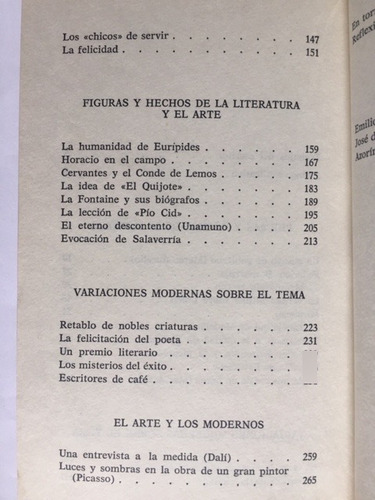 Los «chicos» de servir . . . . . . . . . 147
La felicidad . . . . . . . . . . . . 151
FIGURAS Y HECHOS DE LA LITERATURA
Y EL ARTE
La humanidad de Eurípides . . . . . . . . 159
Horacio en el campo . . . . . . . . . . 167
Cervantes y el Conde de Lemos . . . . . . . 175
La idea de «El Quijote» . . . . . . . . . 183
La Fontaine y sus biógrafos . . . . . . . . 189
La lección de «Pío Cid» . . . . . . . . . 195
El eterno descontento (Unamuno) . . . . . . 205
Evocación de Salaverría . . . . . . . . . 213
VARIACIONES MODERNAS SOBRE EL TEMA
Retablo de nobles criaturas . . . . . . . . 223
La felicitación del poeta . . . . . . . . . 231
Un premio literario . . . . . . . . . .
Los misterios del éxito . . . . . . . . .
Escritores de café . . . . . . . . . .
EL ARTE Y LOS MODERNOS
Una entrevista a la medida (Dalí) . . . . . . 259
Luces y sombras en la obra de un gran pintor
(Picasso) . . . . . . . . . . . . 265
En tor
Reflexi
Emilio
José d
Azorín